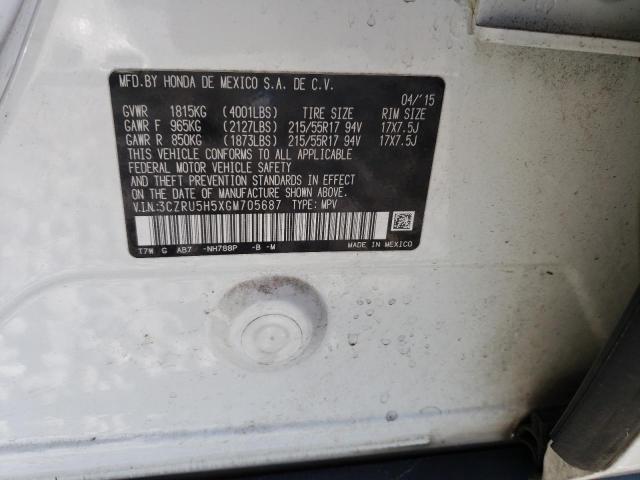 MFD.BY HONDA DE MEXICO S.A. DE C.V.
04/'15
GVWR 1815KG (4001LBS) TIRE SIZE RIM SIZE
GAWR F 965KG (2127LBS) 215/55R17 94V 17X7.5J
GAWR R 850KG (1873LBS) 215/55R17 94V 17X7.5J
THIS VEHICLE CONFORMS TO ALL APPLICABLE
FEDERAL MOTOR VEHICLE SAFETY
AND THEFT PREVENTION STANDARDS IN EFFECT
ON THE DATE OF MANUFACTURE SHOWN ABOVE.
V.I.N:3CZRU5H5XGM705687 TYPE: MPV
T7W G AB7 -NH788P -B -M MADE IN MEXICO